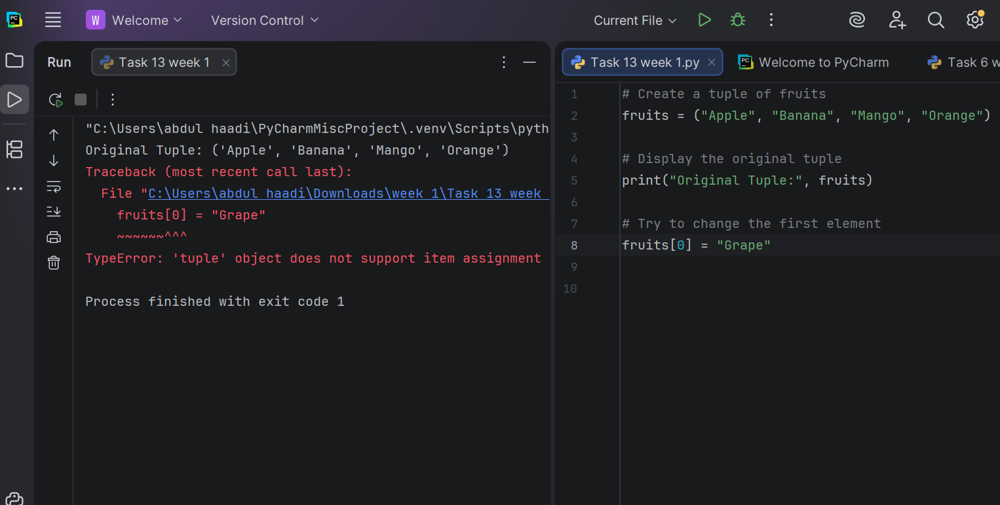 PC
W Welcome
Version Control
Current File
Run
Task 13 week 1
"C:\Users\abdul haadi\PyCharmMiscProject\.venv\Scripts\pyth
Original Tuple: ('Apple', 'Banana', 'Mango', 'Orange')
Traceback (most recent call last):
File "C:\Users\abdul haadi\Downloads\week 1\Task 13 week
fruits[0] = "Grape"
~~~~~~^^^
TypeError: 'tuple' object does not support item assignment
Process finished with exit code 1
Task 13 week 1.py
PC Welcome to PyCharm
Task 6 w
1 # Create a tuple of fruits
2 fruits = ("Apple", "Banana", "Mango", "Orange")
3
4 # Display the original tuple
5 print("Original Tuple:", fruits)
6
7 # Try to change the first element
8 fruits[0] = "Grape"
9
10